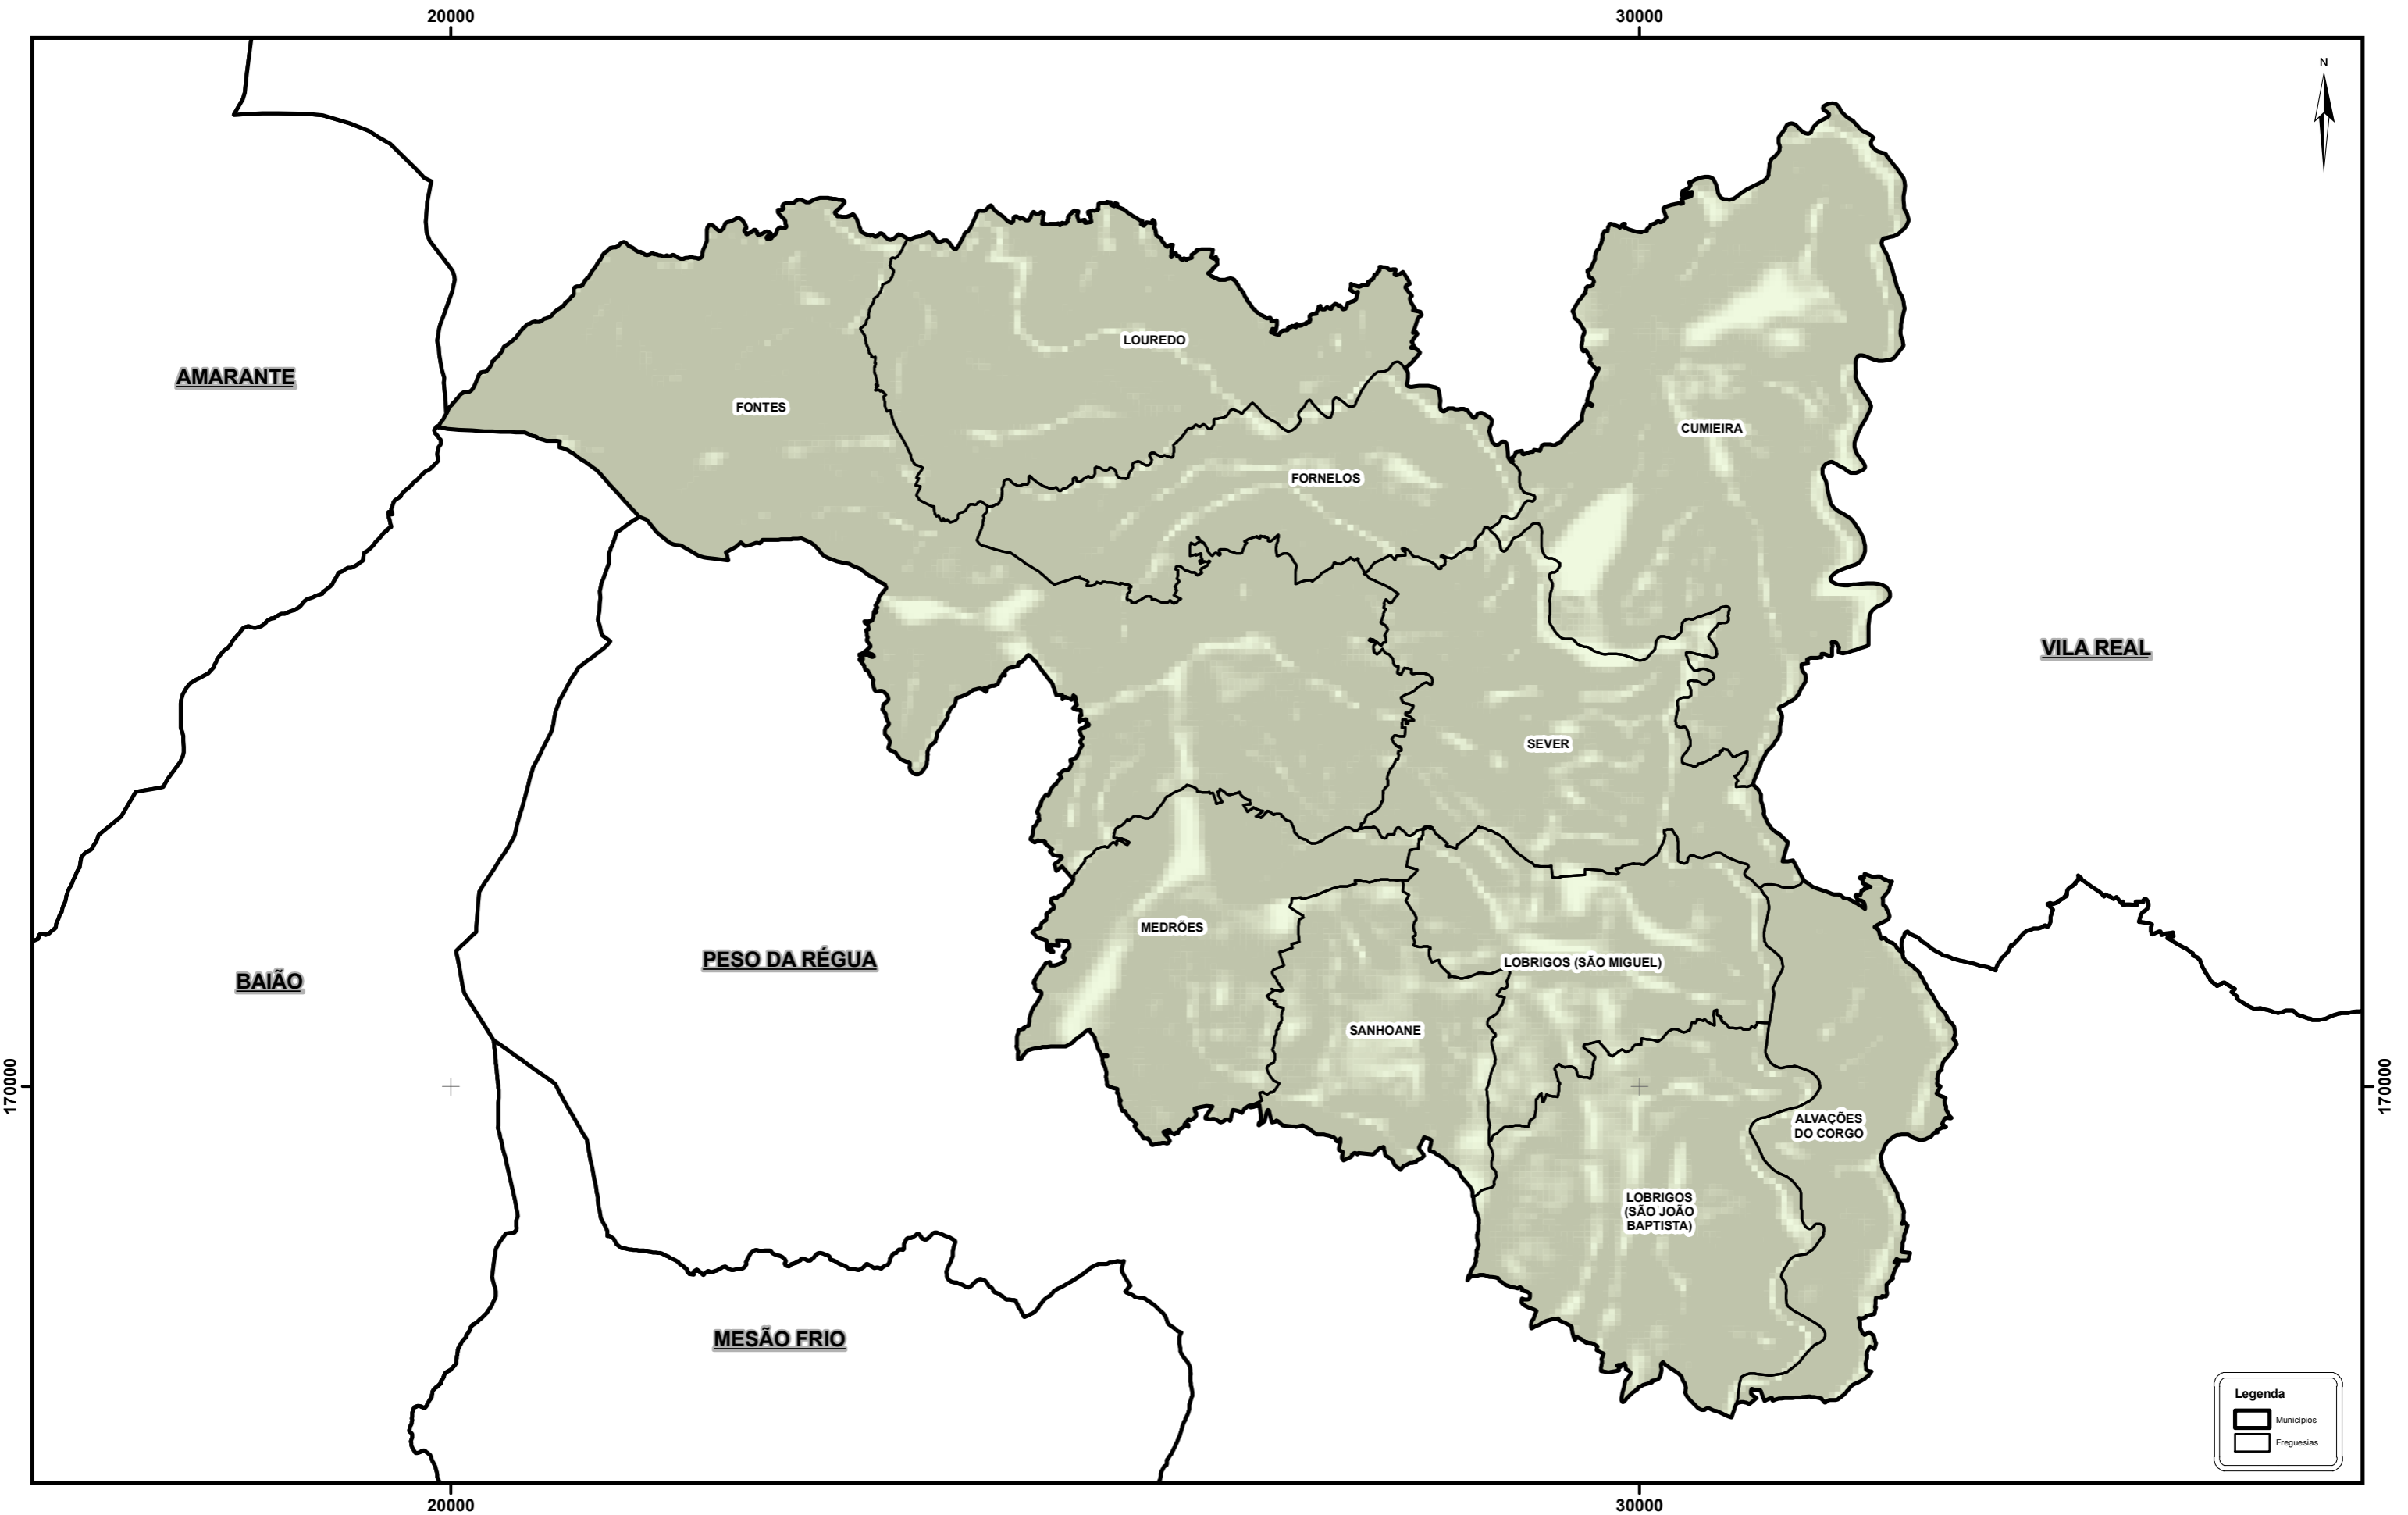 20000
30000
N
LOUREDO
AMARANTE
FONTES
CUMIEIRA
FORNELOS
VILA REAL
SEVER
MEDRÕES
PESO DA RÉGUA
LOBRIGOS (SÃO MIGUEL)
BAIÃO
SANHOANE
170000
170000
ALVAÇÕES
DO CORGO
LOBRIGOS
(SÃO JOÃO
BAPTISTA)
MESÃO FRIO
Legenda
Municípios
Freguesias
20000
30000